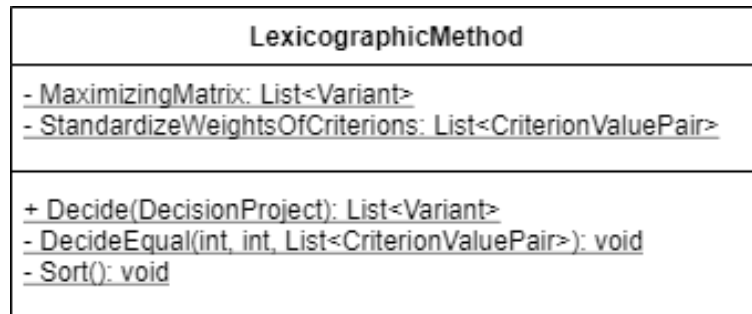 LexicographicMethod
- MaximizingMatrix: List<Variant>
- StandardizeWeightsOfCriterions: List<CriterionValuePair>
+ Decide(DecisionProject): List<Variant>
- DecideEqual(int, int, List<CriterionValuePair>): void
- Sort(): void